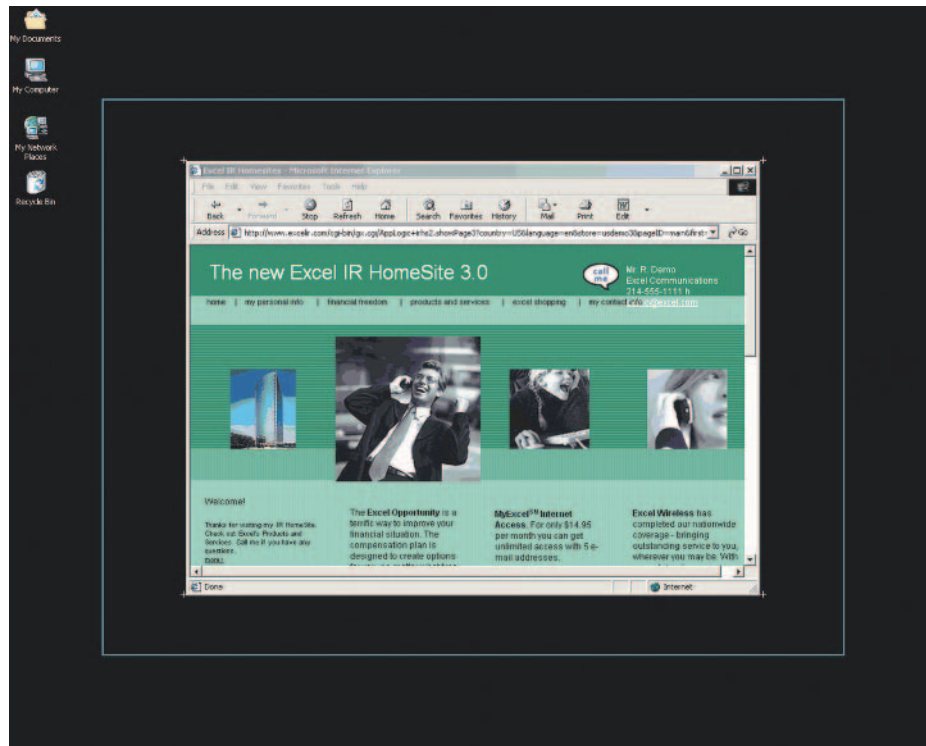 My Documents
My Computer
My Network
Places
Recycle Bin
Excel IR Homesites - Microsoft Internet Explorer
File Edit View Favorites Tools Help
Back Forward Stop Refresh Home Search Favorites History Mail Print Edit
Address Go
The new Excel IR HomeSite 3.0
call
me
Mr. R. Demo
Excel Communications
214-555-1111 h
home | my personal info | financial freedom | products and services | excel shopping | my contact info
Welcome!
Thanks for visiting my IR HomeSite.
Check out Excel's Products and
Services. Call me if you have any
questions.
The Excel Opportunity is a
terrific way to improve your
financial situation. The
compensation plan is
designed to create options
MyExcel℠ Internet
Access. For only $14.95
per month you can get
unlimited access with 5 e-
mail addresses.
Excel Wireless has
completed our nationwide
coverage - bringing
outstanding service to you,
wherever you may be. With
Done
Internet